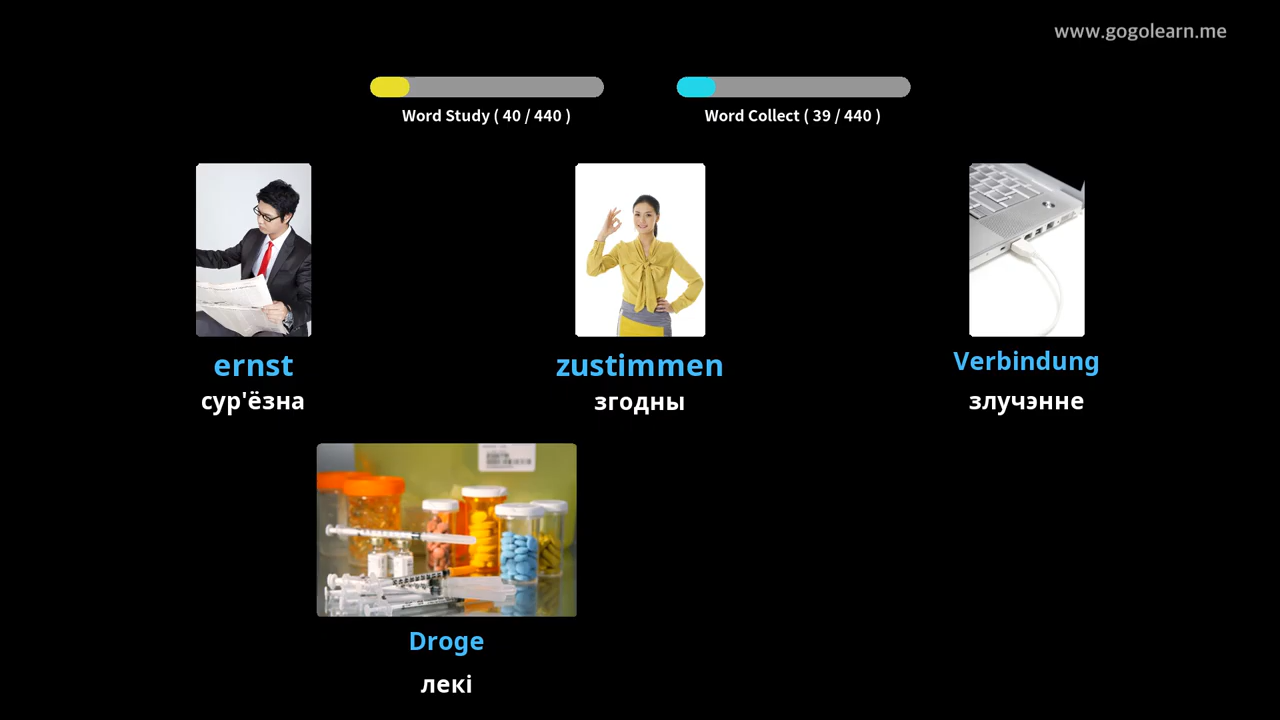 www.gogolearn.me
Word Study ( 40 / 440 )
Word Collect ( 39 / 440 )
ernst
сур'ёзна
zustimmen
згодны
Verbindung
злучэнне
Droge
лекі